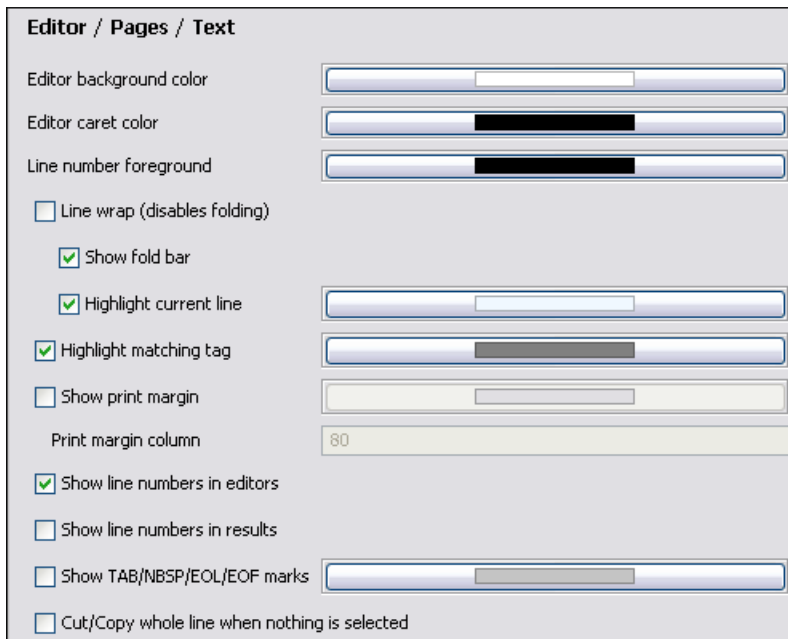 Editor / Pages / Text
Editor background color
Editor caret color
Line number foreground
Line wrap (disables folding)
Show fold bar
Highlight current line
Highlight matching tag
Show print margin
Print margin column 80
Show line numbers in editors
Show line numbers in results
Show TAB/NBSP/EOL/EOF marks
Cut/Copy whole line when nothing is selected